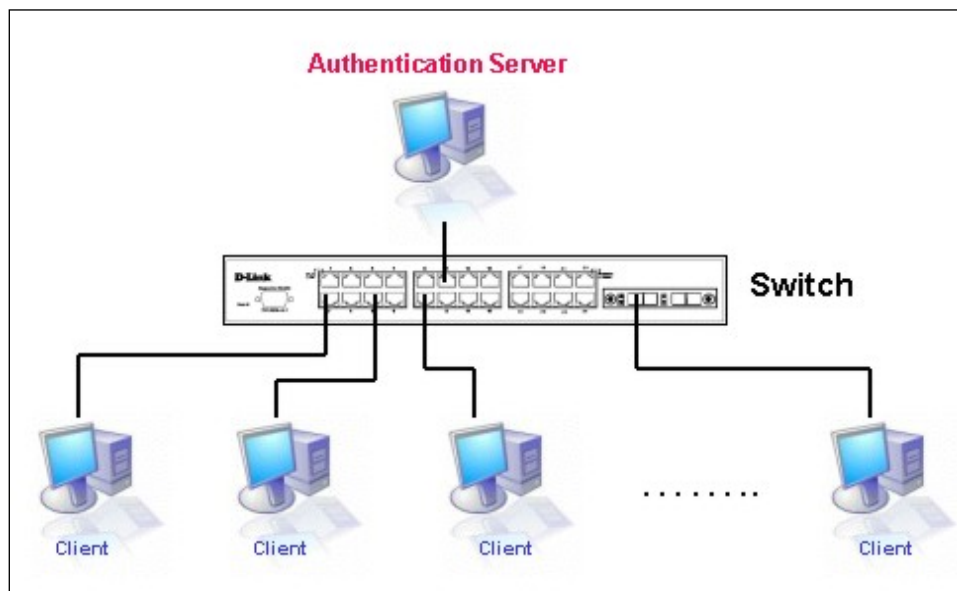 Authentication Server
D-Link
Switch
. . . . . . . .
Client
Client
Client
Client